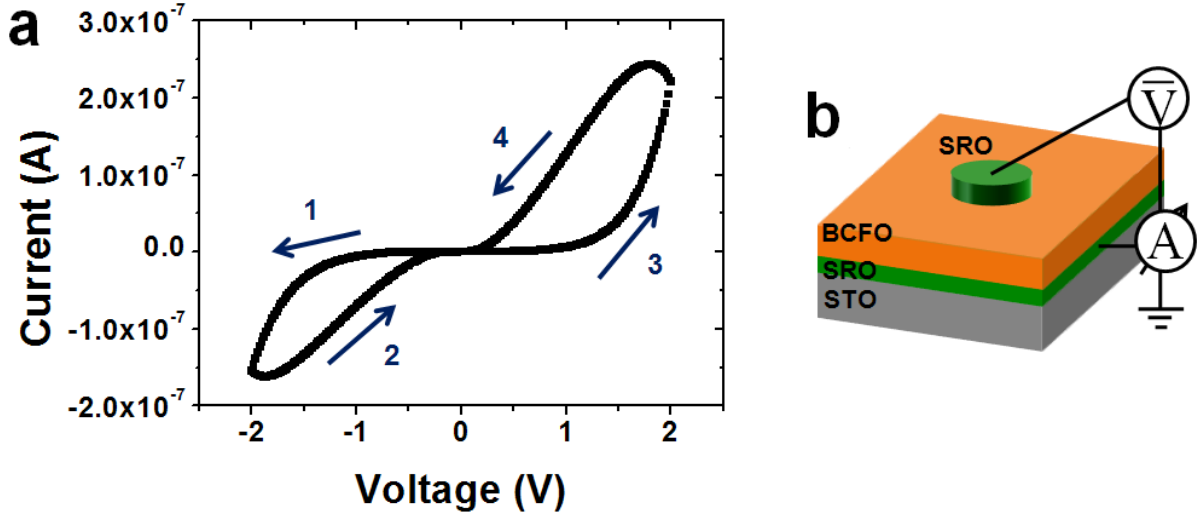 a
3.0x10⁻⁷
2.0x10⁻⁷
1.0x10⁻⁷
0.0
-1.0x10⁻⁷
-2.0x10⁻⁷
Current (A)
1
2
3
4
-2 -1 0 1 2
Voltage (V)
b
V
A
SRO
BCFO
SRO
STO